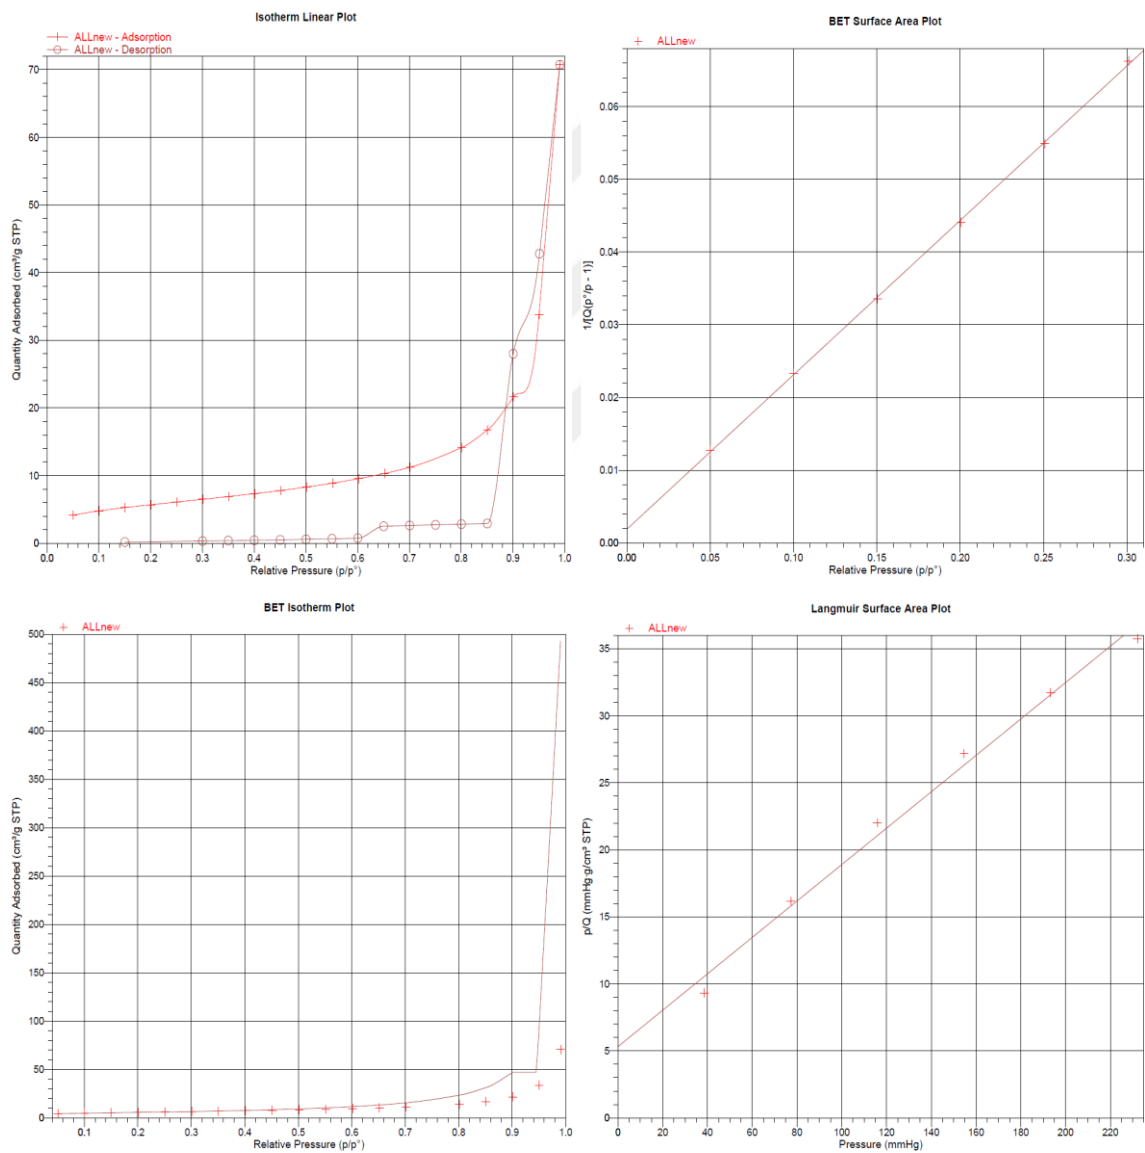 Isotherm Linear Plot
ALLnew - Adsorption
ALLnew - Desorption
Quantity Adsorbed (cm³/g STP)
70
60
50
40
30
20
10
0
0.0 0.1 0.2 0.3 0.4 0.5 0.6 0.7 0.8 0.9 1.0
Relative Pressure (p/p°)
BET Surface Area Plot
ALLnew
1/[Q(p°/p - 1)]
0.06
0.05
0.04
0.03
0.02
0.01
0.00
0.00 0.05 0.10 0.15 0.20 0.25 0.30
Relative Pressure (p/p°)
BET Isotherm Plot
ALLnew
Quantity Adsorbed (cm³/g STP)
500
450
400
350
300
250
200
150
100
50
0
0.1 0.2 0.3 0.4 0.5 0.6 0.7 0.8 0.9 1.0
Relative Pressure (p/p°)
Langmuir Surface Area Plot
ALLnew
p/Q (mmHg·g/cm³ STP)
35
30
25
20
15
10
5
0
0 20 40 60 80 100 120 140 160 180 200 220
Pressure (mmHg)